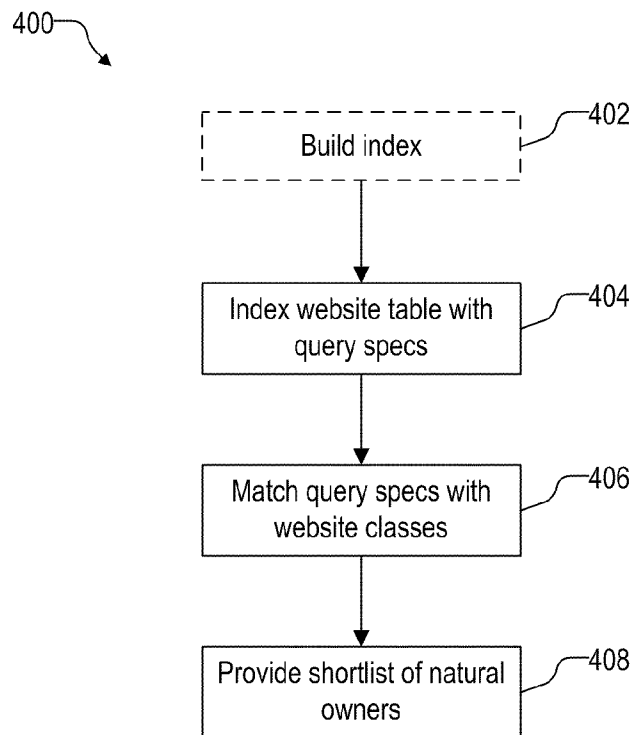 400
402
Build index
404
Index website table with
query specs
406
Match query specs with
website classes
408
Provide shortlist of natural
owners